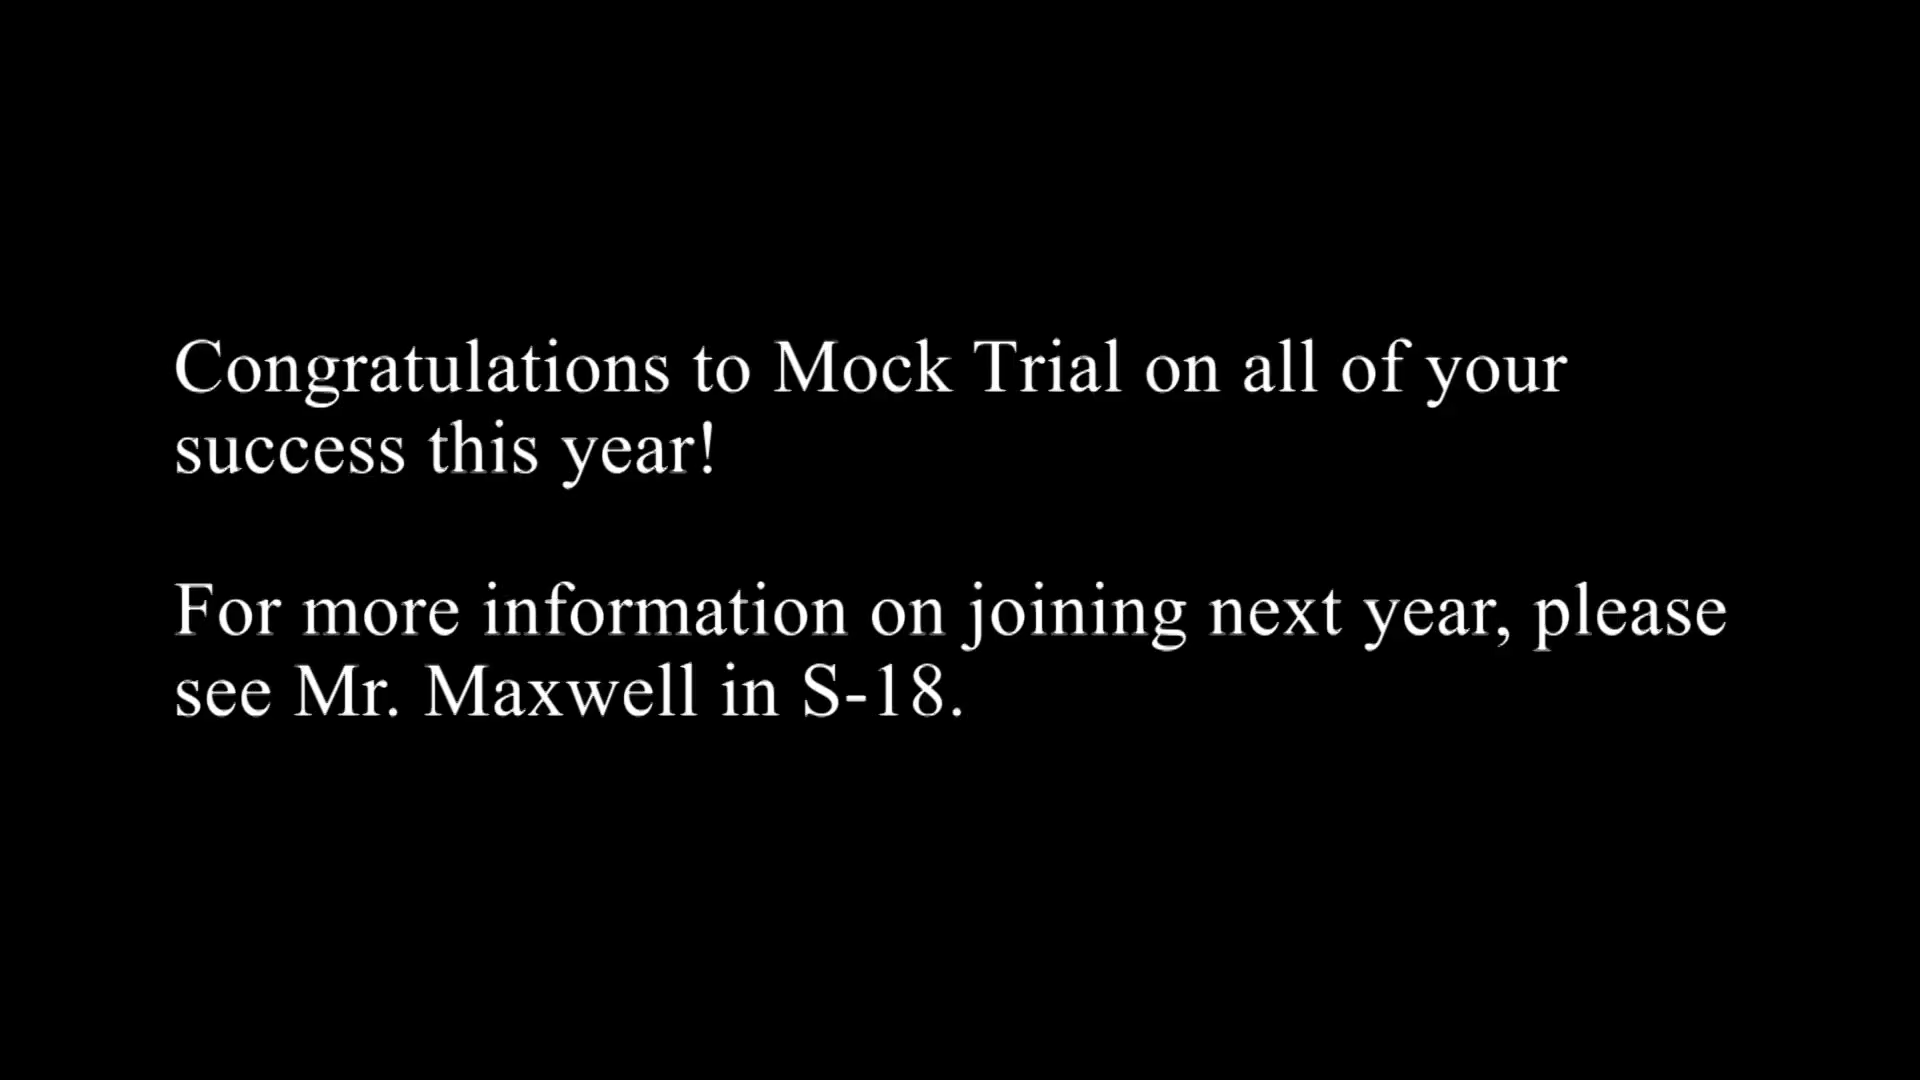 Congratulations to Mock Trial on all of your
success this year!
For more information on joining next year, please
see Mr. Maxwell in S-18.